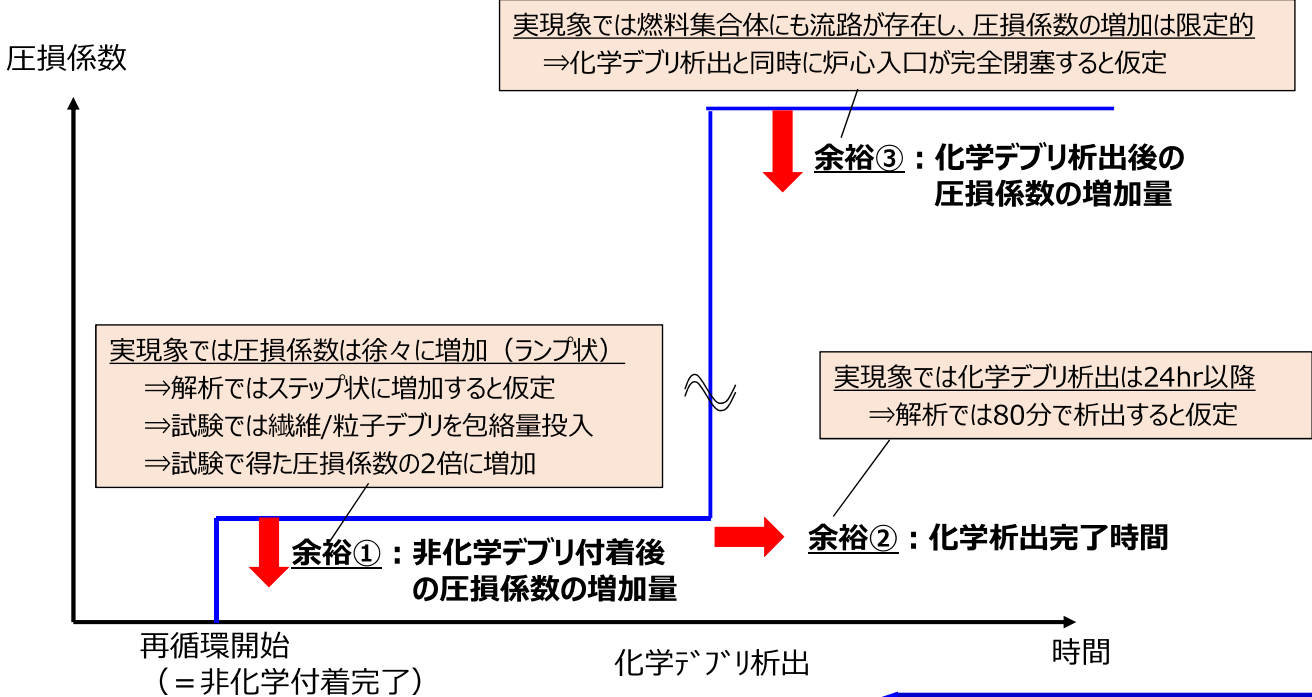 実現象では燃料集合体にも流路が存在し、圧損係数の増加は限定的
⇒化学デブリ析出と同時に炉心入口が完全閉塞すると仮定
圧損係数
余裕③：化学デブリ析出後の
圧損係数の増加量
実現象では圧損係数は徐々に増加（ランプ状）
⇒解析ではステップ状に増加すると仮定
⇒試験では繊維/粒子デブリを包絡量投入
⇒試験で得た圧損係数の2倍に増加
実現象では化学デブリ析出は24hr以降
⇒解析では80分で析出すると仮定
余裕①：非化学デブリ付着後
の圧損係数の増加量
余裕②：化学析出完了時間
再循環開始
（＝非化学付着完了）
化学ﾃﾞﾌﾞﾘ析出
時間